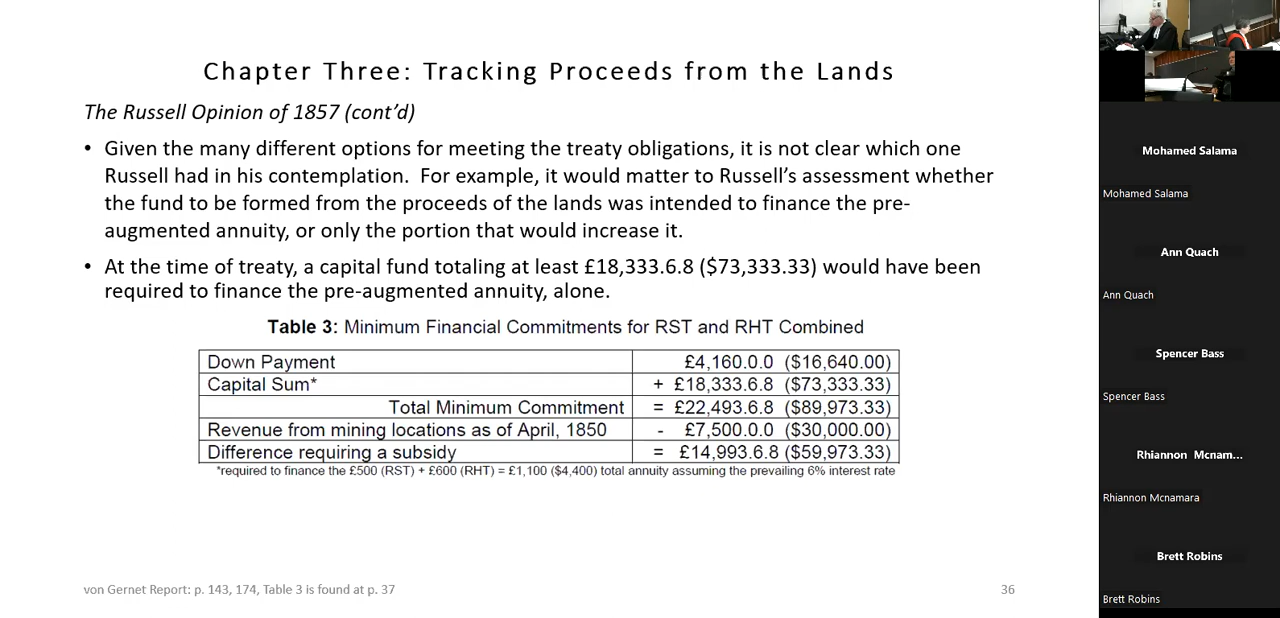 Chapter Three: Tracking Proceeds from the Lands
The Russell Opinion of 1857 (cont’d)
• Given the many different options for meeting the treaty obligations, it is not clear which one
Russell had in his contemplation.  For example, it would matter to Russell’s assessment whether
the fund to be formed from the proceeds of the lands was intended to finance the pre-
augmented annuity, or only the portion that would increase it.
• At the time of treaty, a capital fund totaling at least £18,333.6.8 ($73,333.33) would have been
required to finance the pre-augmented annuity, alone.
Table 3: Minimum Financial Commitments for RST and RHT Combined
Down Payment £4,160.0.0 ($16,640.00)
Capital Sum* + £18,333.6.8 ($73,333.33)
Total Minimum Commitment = £22,493.6.8 ($89,973.33)
Revenue from mining locations as of April, 1850 - £7,500.0.0 ($30,000.00)
Difference requiring a subsidy = £14,993.6.8 ($59,973.33)
*required to finance the £500 (RST) + £600 (RHT) = £1,100 ($4,400) total annuity assuming the prevailing 6% interest rate
von Gernet Report: p. 143, 174, Table 3 is found at p. 37
36
Mohamed Salama
Mohamed Salama
Ann Quach
Ann Quach
Spencer Bass
Spencer Bass
Rhiannon Mcnam...
Rhiannon Mcnamara
Brett Robins
Brett Robins